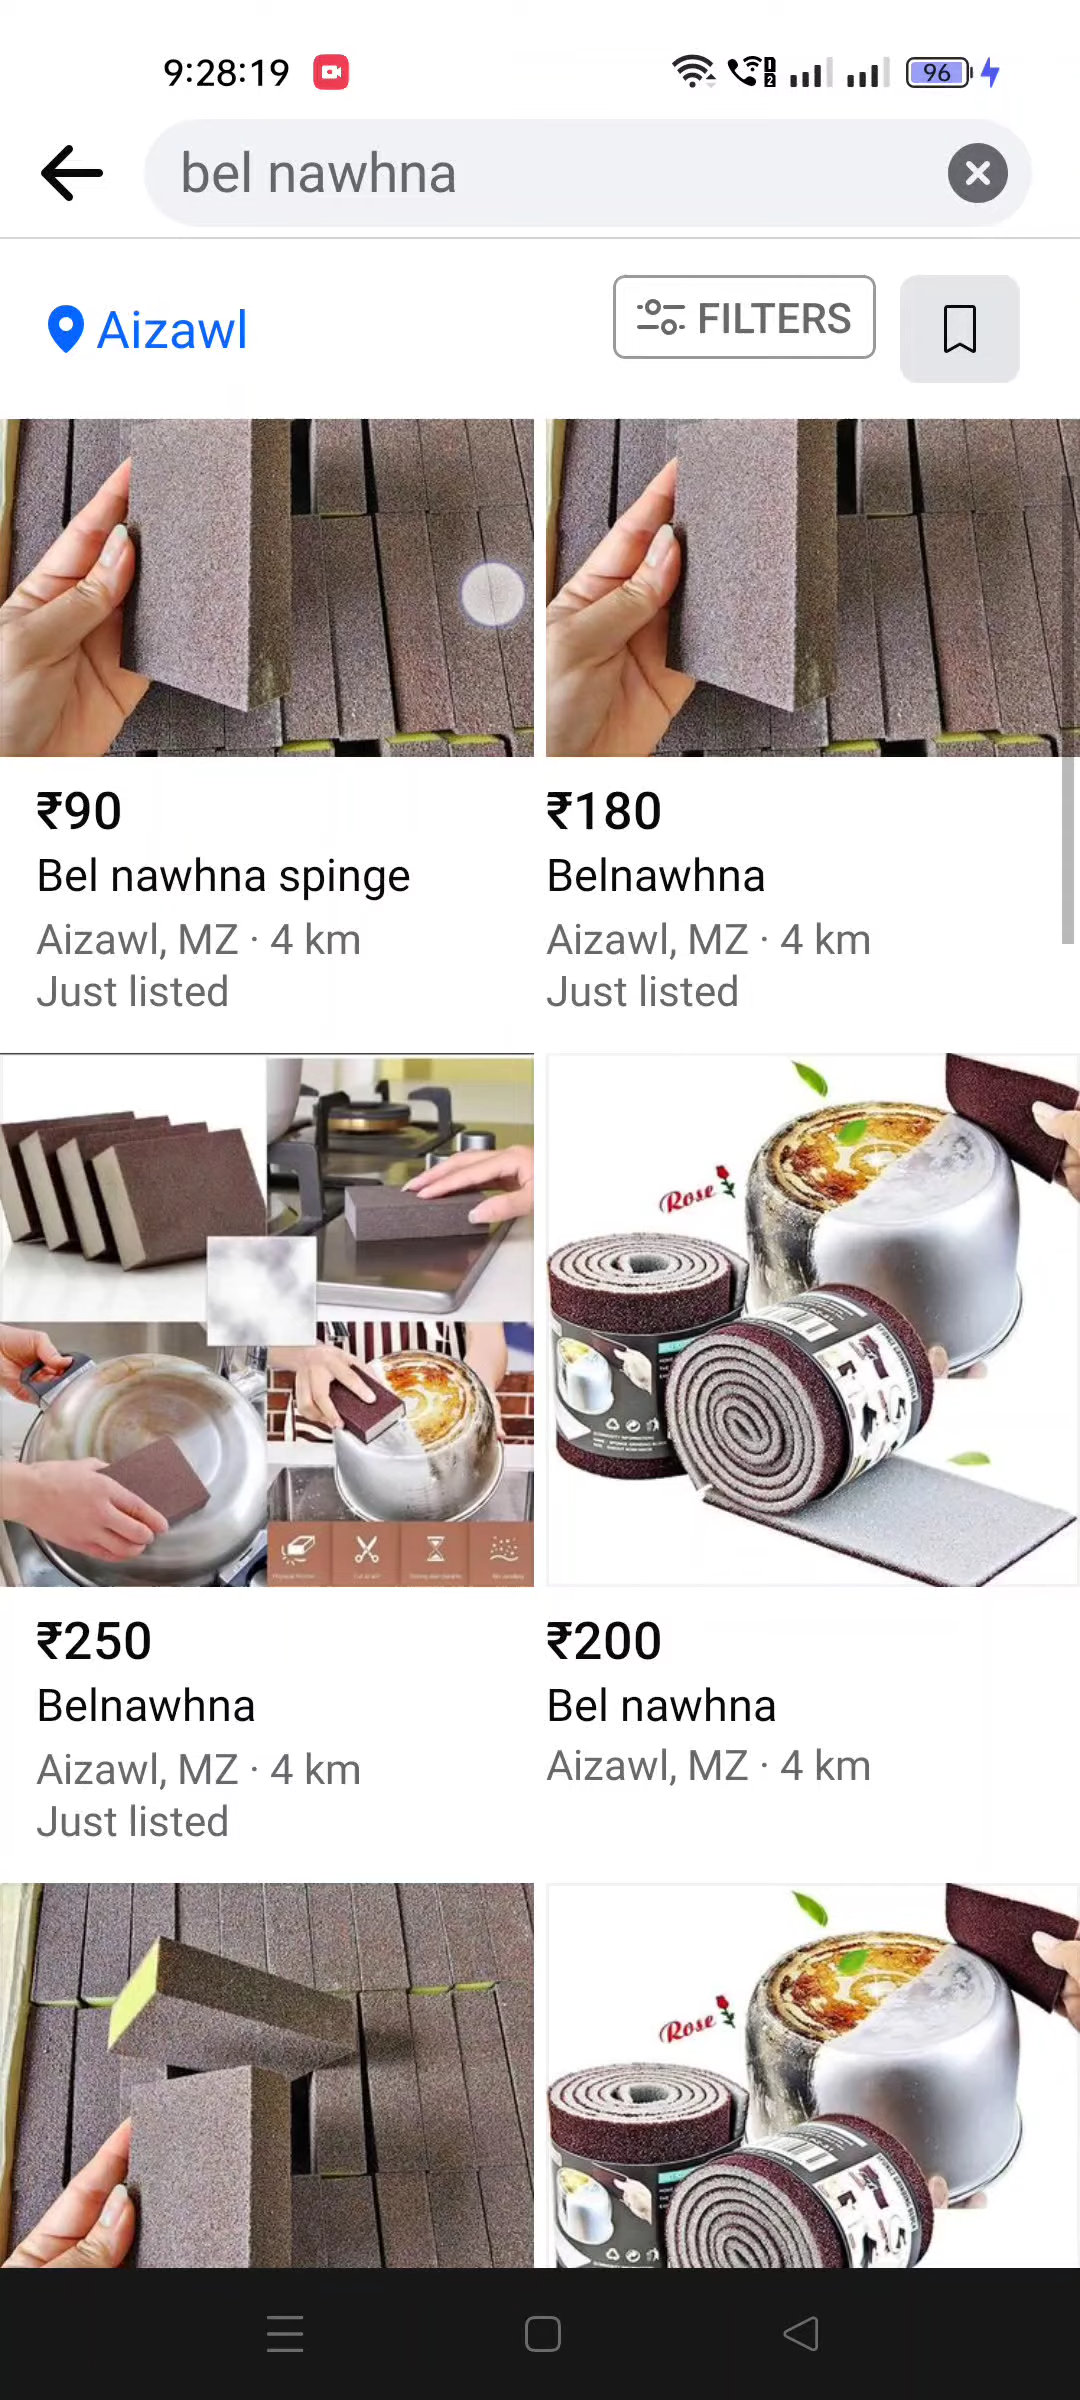 9:28:19
96
bel nawhna
Aizawl
FILTERS
₹90
Bel nawhna spinge
Aizawl, MZ · 4 km
Just listed
₹180
Belnawhna
Aizawl, MZ · 4 km
Just listed
Rose
₹250
Belnawhna
Aizawl, MZ · 4 km
Just listed
₹200
Bel nawhna
Aizawl, MZ · 4 km
Rose